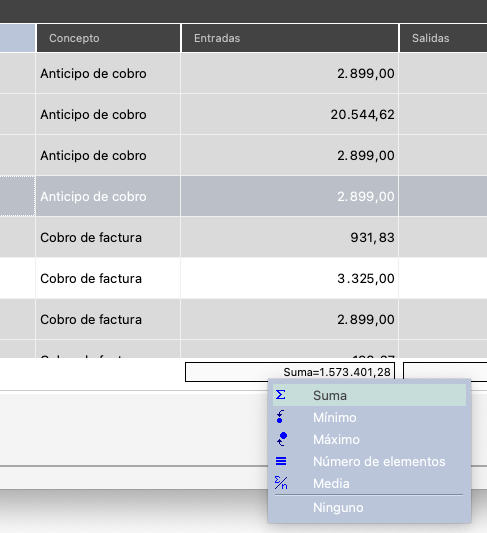 Concepto Entradas Salidas
Anticipo de cobro 2.899,00
Anticipo de cobro 20.544,62
Anticipo de cobro 2.899,00
Anticipo de cobro 2.899,00
Cobro de factura 931,83
Cobro de factura 3.325,00
Cobro de factura 2.899,00
Suma=1.573.401,28
Suma
Mínimo
Máximo
Número de elementos
Media
Ninguno